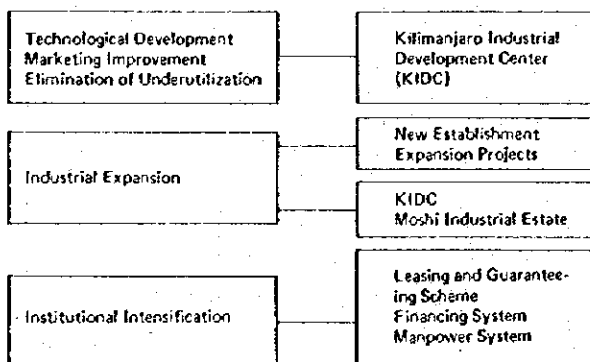 Technological Development
Marketing Improvement
Elimination of Underutilization
Kilimanjaro Industrial
Development Center
(KIDC)
Industrial Expansion
New Establishment
Expansion Projects
KIDC
Moshi Industrial Estate
Institutional Intensification
Leasing and Guarantee-
ing Scheme
Financing System
Manpower System